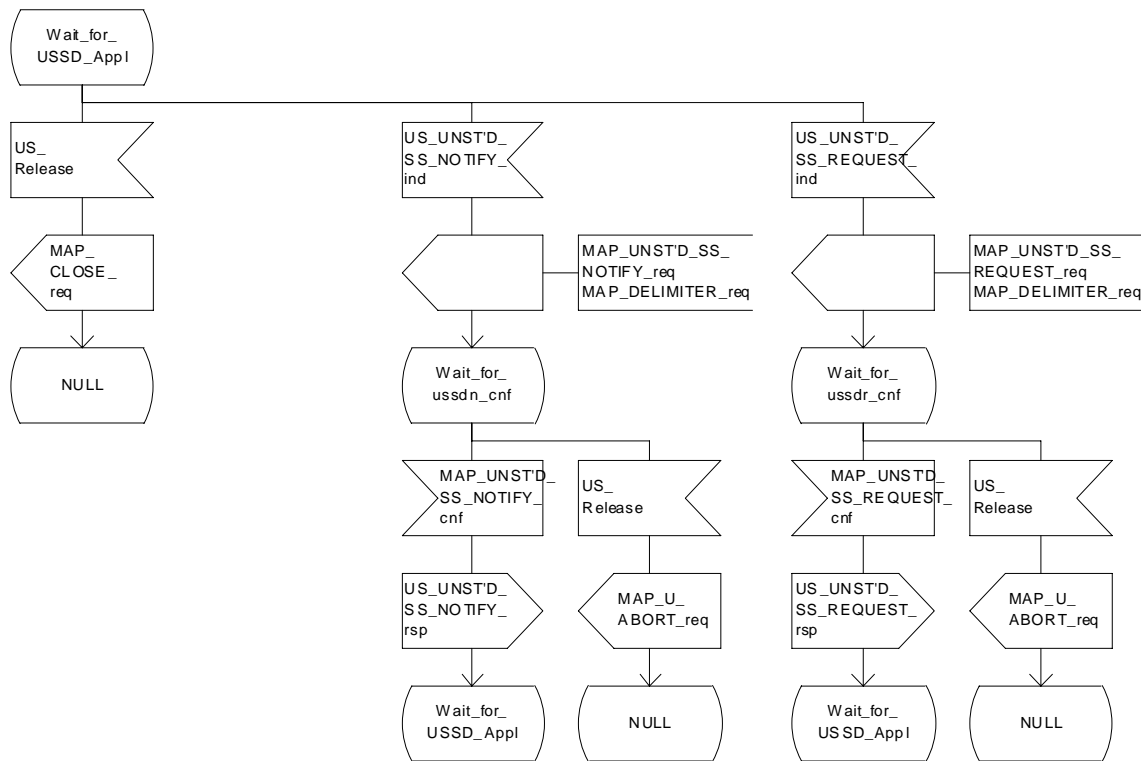 Wait_for_
USSD_Appl
US_
Release
US_UNST'D_
SS_NOTIFY_
ind
US_UNST'D_
SS_REQUEST_
ind
MAP_
CLOSE_
req
MAP_UNST'D_SS_
NOTIFY_req
MAP_DELIMITER_req
MAP_UNST'D_SS_
REQUEST_req
MAP_DELIMITER_req
NULL
Wait_for_
ussdn_cnf
Wait_for_
ussdr_cnf
MAP_UNST'D_
SS_NOTIFY_
cnf
US_
Release
MAP_UNST'D_
SS_REQUEST_
cnf
US_
Release
US_UNST'D_
SS_NOTIFY_
rsp
MAP_U_
ABORT_req
US_UNST'D_
SS_REQUEST_
rsp
MAP_U_
ABORT_req
Wait_for_
USSD_Appl
NULL
Wait_for_
USSD_Appl
NULL